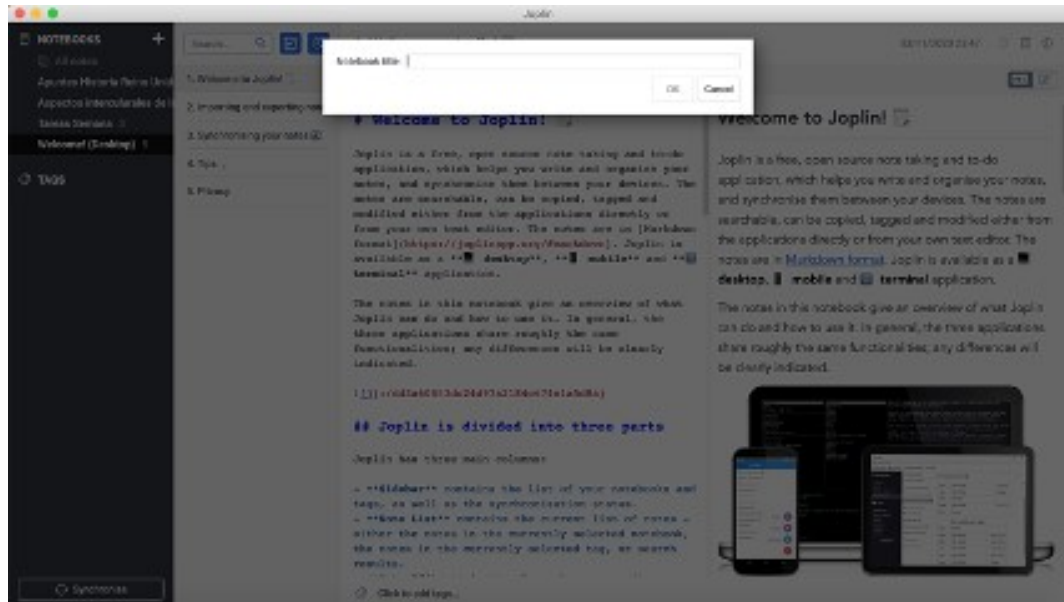 Joplin
NOTEBOOKS +
All notes
Apuntes Historia Reino Unid
Aspectos interculturales de l
Tareas Semana
Welcome! (Desktop) 5
TAGS
Synchronise
Search...
1. Welcome to Joplin!
2. Importing and exporting not
3. Synchronising your notes
4. Tips
5. Privacy
Notebook title:
OK Cancel
# Welcome to Joplin!
Joplin is a free, open source note taking and to-do
application, which helps you write and organise your
notes, and synchronise them between your devices. The
notes are searchable, can be copied, tagged and
modified either from the applications directly or
from your own text editor. The notes are in [Markdown
format](https://joplinapp.org/#markdown). Joplin is
available as a **🖥 desktop**, **📱 mobile** and **
terminal** application.
The notes in this notebook give an overview of what
Joplin can do and how to use it. In general, the
three applications share roughly the same
functionalities; any differences will be clearly
indicated.
## Joplin is divided into three parts
Joplin has three main columns:
- **Sidebar** contains the list of your notebooks and
tags, as well as the synchronisation status.
- **Note List** contains the current list of notes -
either the notes in the currently selected notebook,
the notes in the currently selected tag, or search
results.
Click to add tags...
Welcome to Joplin!
Joplin is a free, open source note taking and to-do
application, which helps you write and organise your notes,
and synchronise them between your devices. The notes are
searchable, can be copied, tagged and modified either from
the applications directly or from your own text editor. The
notes are in Markdown format. Joplin is available as a
desktop, mobile and terminal application.
The notes in this notebook give an overview of what Joplin
can do and how to use it. In general, the three applications
share roughly the same functionalities; any differences will
be clearly indicated.